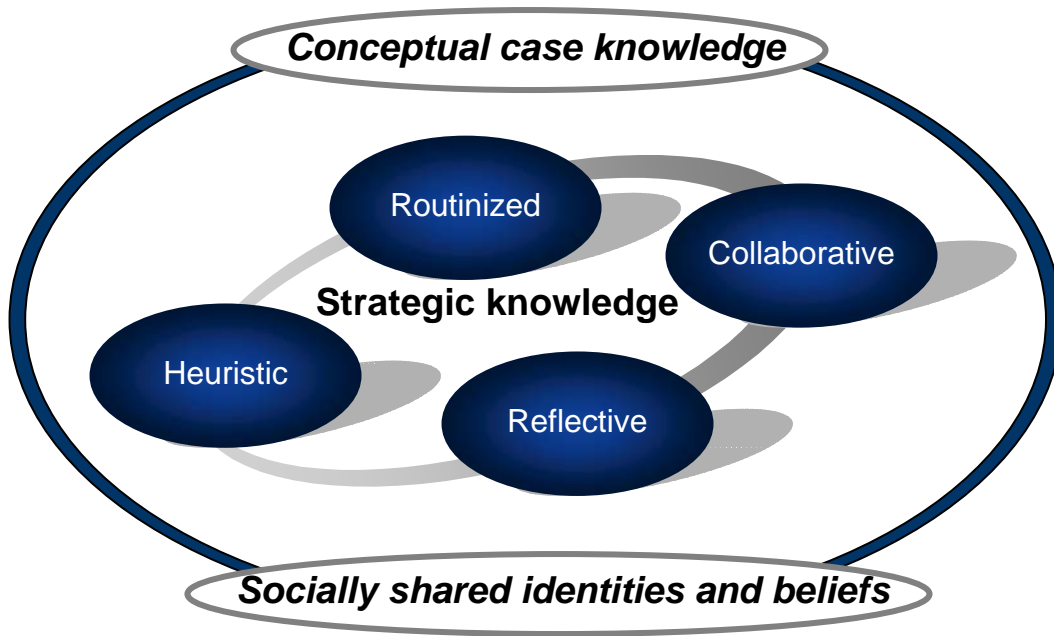 Conceptual case knowledge
Routinized
Collaborative
Strategic knowledge
Heuristic
Reflective
Socially shared identities and beliefs